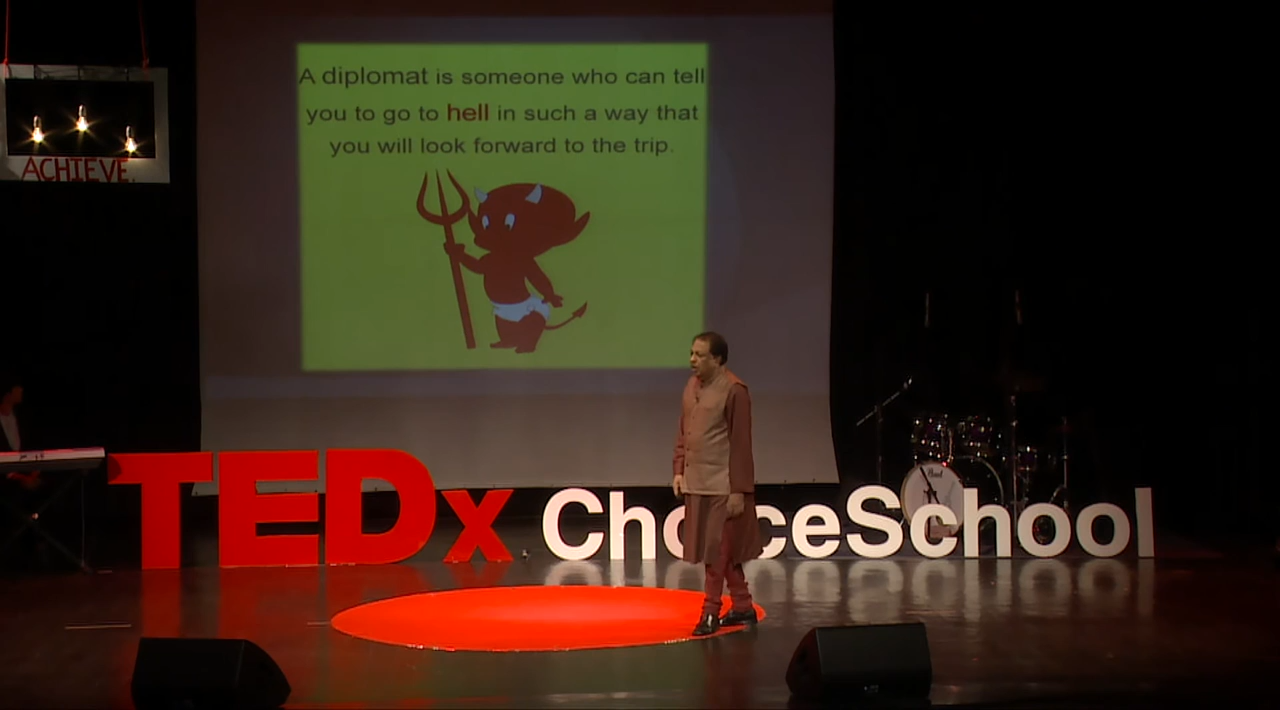 A diplomat is someone who can tell
you to go to hell in such a way that
you will look forward to the trip.
ACHIEVE.
TEDx ChoiceSchool
Pearl